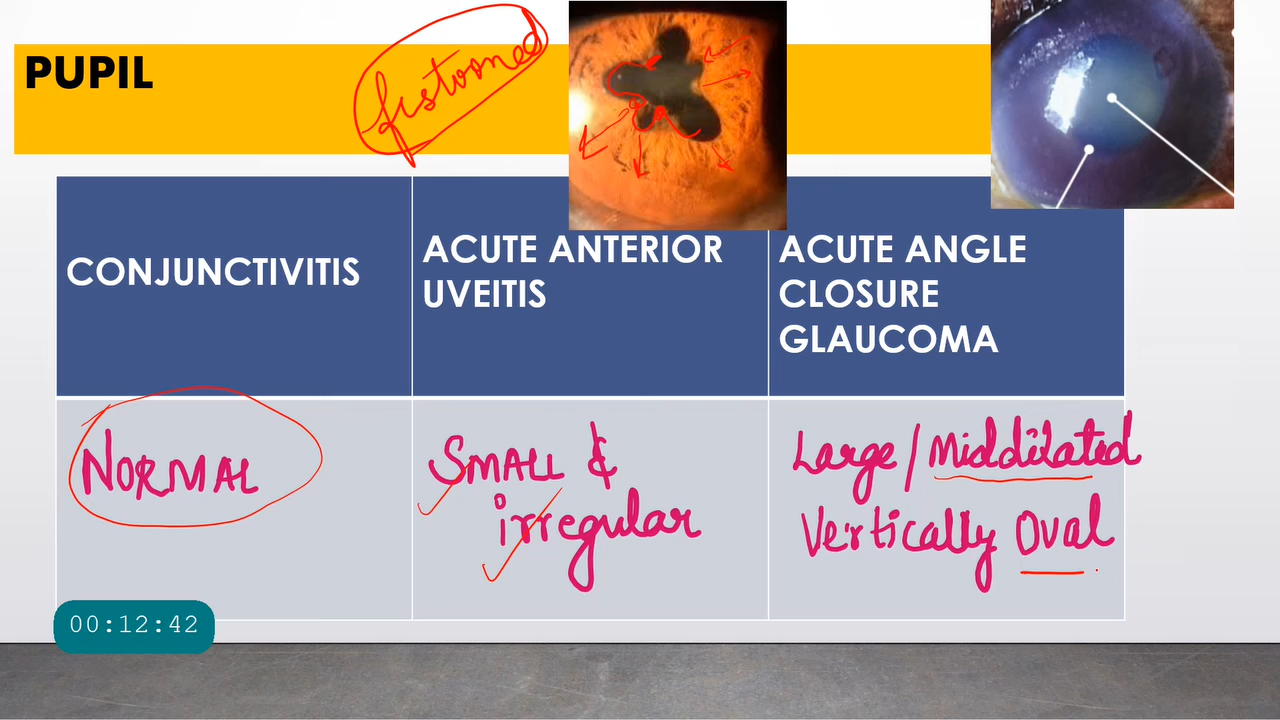 PUPIL
festooned
CONJUNCTIVITIS
ACUTE ANTERIOR
UVEITIS
ACUTE ANGLE
CLOSURE
GLAUCOMA
NORMAL
SMALL &
irregular
Large/Middilated
Vertically Oval
00:12:42